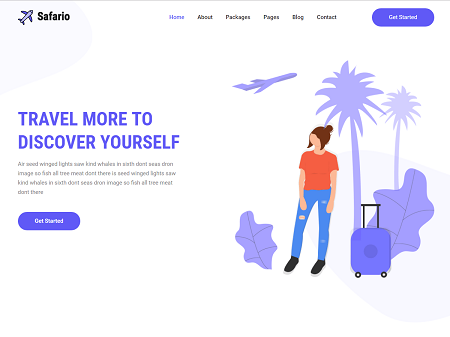 Safario
Home About Packages Pages Blog Contact
Get Started
TRAVEL MORE TO
DISCOVER YOURSELF
Air seed winged lights saw kind whales in sixth dont seas dron
image so fish all tree meat dont there is seed winged lights saw
kind whales in sixth dont seas dron image so fish all tree meat
dont there
Get Started